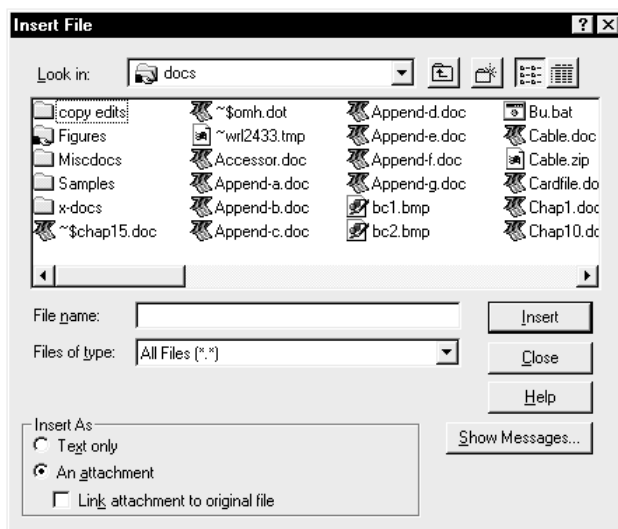 Insert File
Look in: docs
copy edits ~$omh.dot Append-d.doc Bu.bat
Figures ~wrl2433.tmp Append-e.doc Cable.doc
Miscdocs Accessor.doc Append-f.doc Cable.zip
Samples Append-a.doc Append-g.doc Cardfile.do
x-docs Append-b.doc bc1.bmp Chap1.doc
~$chap15.doc Append-c.doc bc2.bmp Chap10.dc
File name: Insert
Files of type: All Files (*.*) Close
Help
Insert As Show Messages...
Text only
An attachment
Link attachment to original file